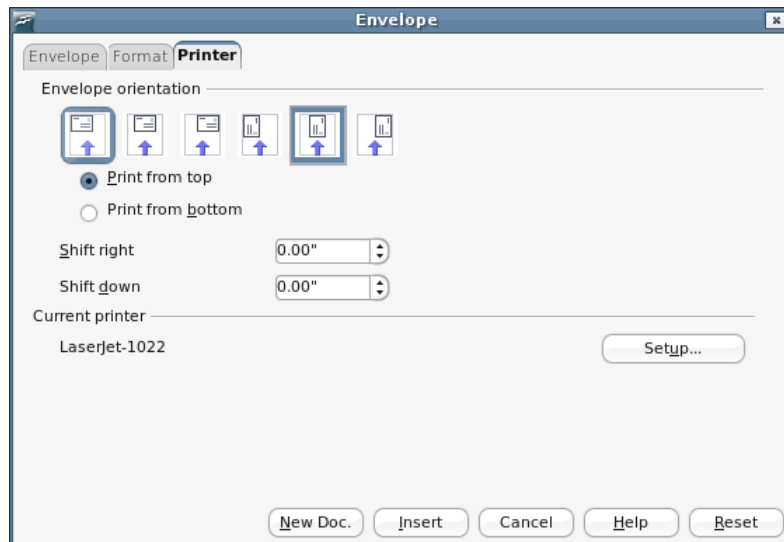 Envelope
Envelope Format Printer
Envelope orientation
Print from top
Print from bottom
Shift right 0.00"
Shift down 0.00"
Current printer
LaserJet-1022 Setup...
New Doc. Insert Cancel Help Reset